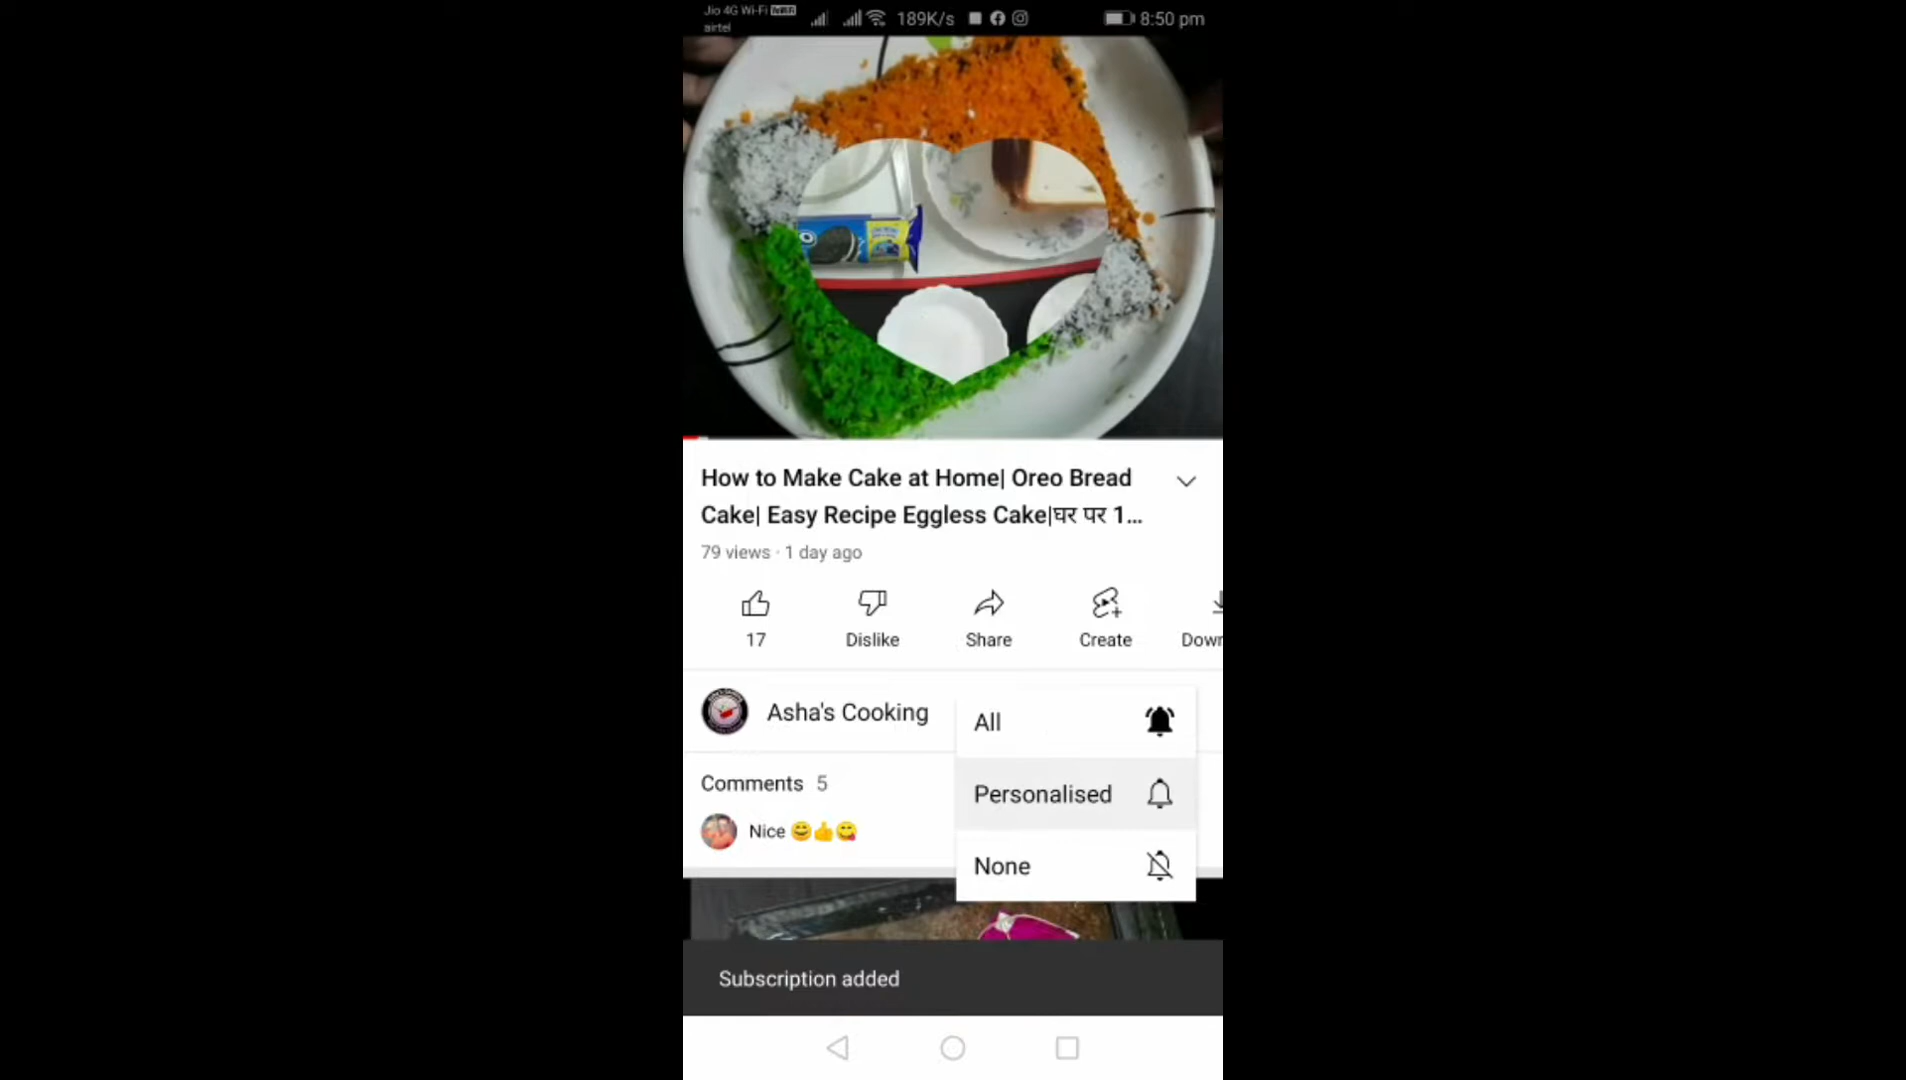 Jio 4G Wi-Fi VoWiFi
airtel
189K/s
8:50 pm
How to Make Cake at Home| Oreo Bread
Cake| Easy Recipe Eggless Cake|घर पर 1...
79 views · 1 day ago
17
Dislike
Share
Create
Down
Asha's Cooking
All
Comments 5
Personalised
Nice 😄👍😋
None
Subscription added